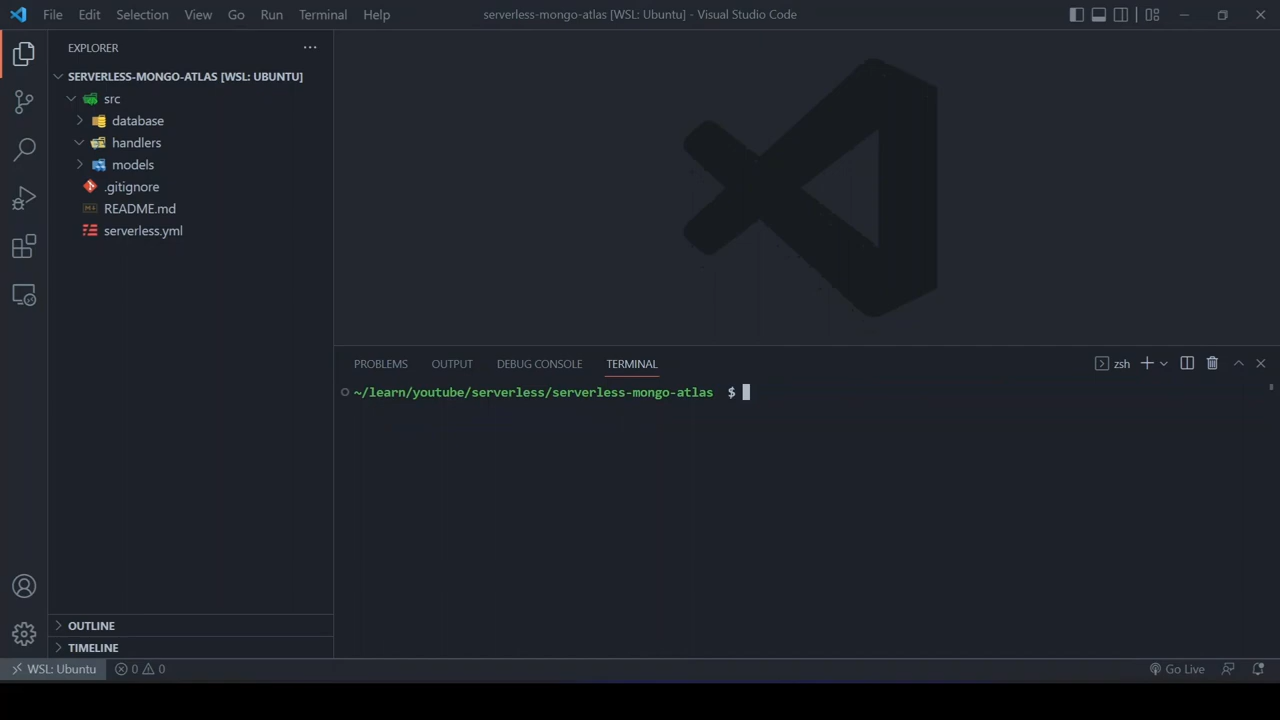 File Edit Selection View Go Run Terminal Help
serverless-mongo-atlas [WSL: Ubuntu] - Visual Studio Code
EXPLORER
SERVERLESS-MONGO-ATLAS [WSL: UBUNTU]
src
database
handlers
models
.gitignore
README.md
serverless.yml
OUTLINE
TIMELINE
PROBLEMS OUTPUT DEBUG CONSOLE TERMINAL
zsh
~/learn/youtube/serverless/serverless-mongo-atlas $
WSL: Ubuntu 0 0
Go Live